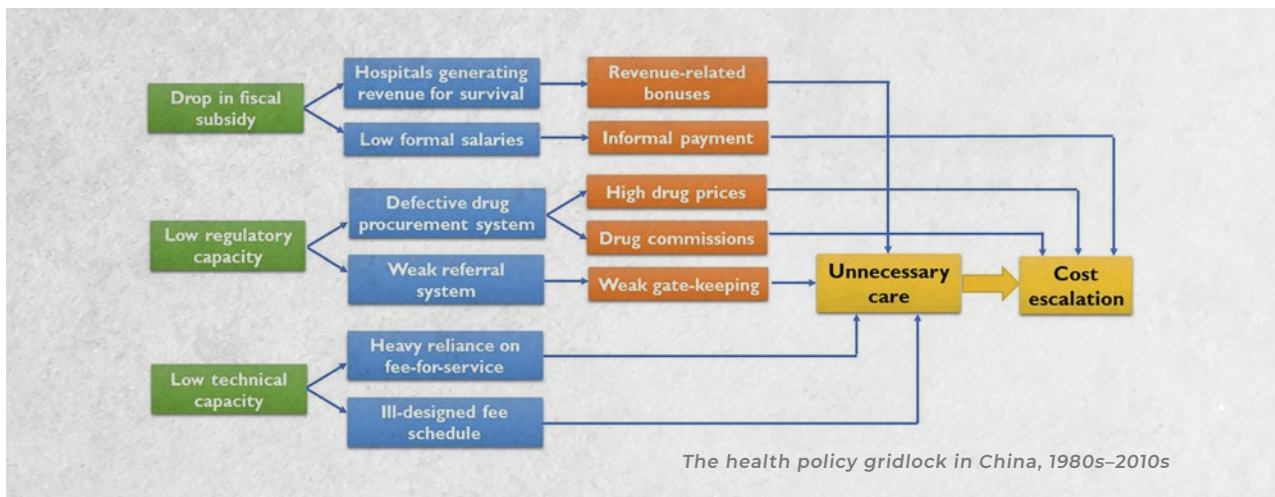 Drop in fiscal
subsidy
Hospitals generating
revenue for survival
Revenue-related
bonuses
Low formal salaries
Informal payment
Low regulatory
capacity
Defective drug
procurement system
High drug prices
Drug commissions
Weak referral
system
Weak gate-keeping
Unnecessary
care
Cost
escalation
Low technical
capacity
Heavy reliance on
fee-for-service
Ill-designed fee
schedule
The health policy gridlock in China, 1980s–2010s